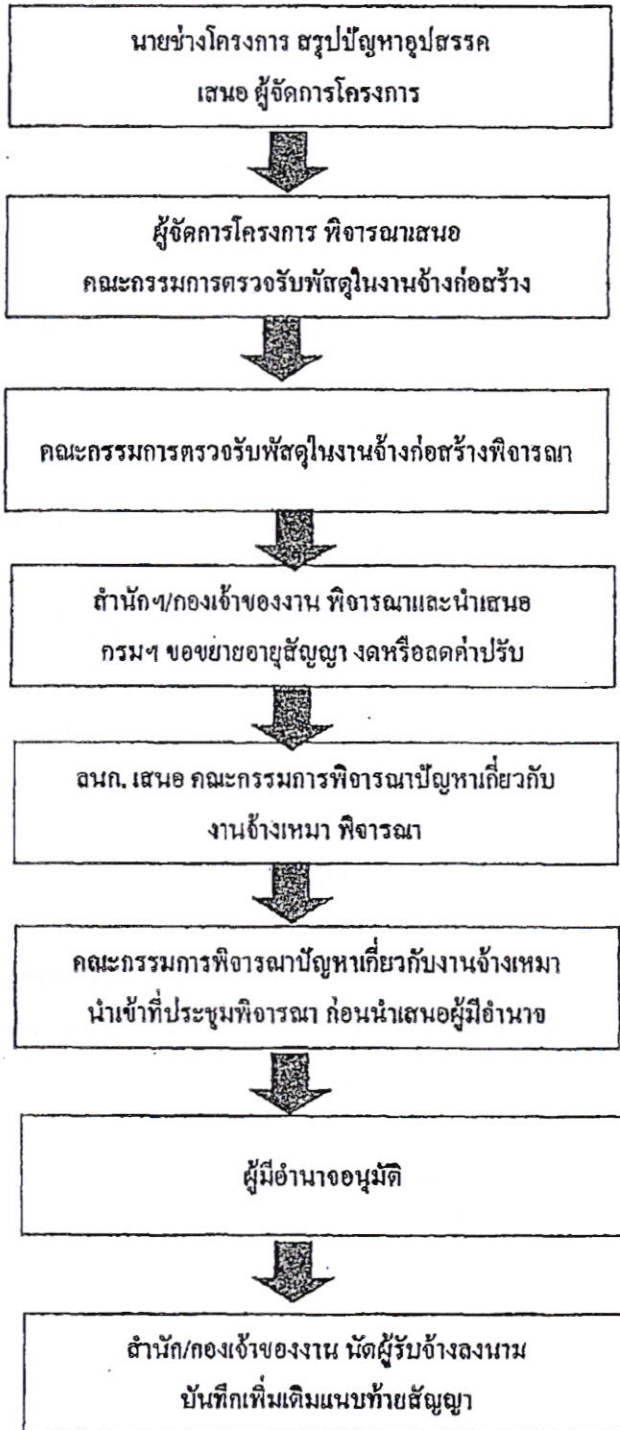 นายช่างโครงการ สรุปปัญหาอุปสรรค
เสนอ ผู้จัดการโครงการ
ผู้จัดการโครงการ พิจารณาเสนอ
คณะกรรมการตรวจรับพัสดุในงานจ้างก่อสร้าง
คณะกรรมการตรวจรับพัสดุในงานจ้างก่อสร้างพิจารณา
สำนักฯ/กองเจ้าของงาน พิจารณาและนำเสนอ
กรมฯ ขอขยายอายุสัญญา งดหรือลดค่าปรับ
ลนก. เสนอ คณะกรรมการพิจารณาปัญหาเกี่ยวกับ
งานจ้างเหมา พิจารณา
คณะกรรมการพิจารณาปัญหาเกี่ยวกับงานจ้างเหมา
นำเข้าที่ประชุมพิจารณา ก่อนนำเสนอผู้มีอำนาจ
ผู้มีอำนาจอนุมัติ
สำนัก/กองเจ้าของงาน นัดผู้รับจ้างลงนาม
บันทึกเพิ่มเติมแนบท้ายสัญญา